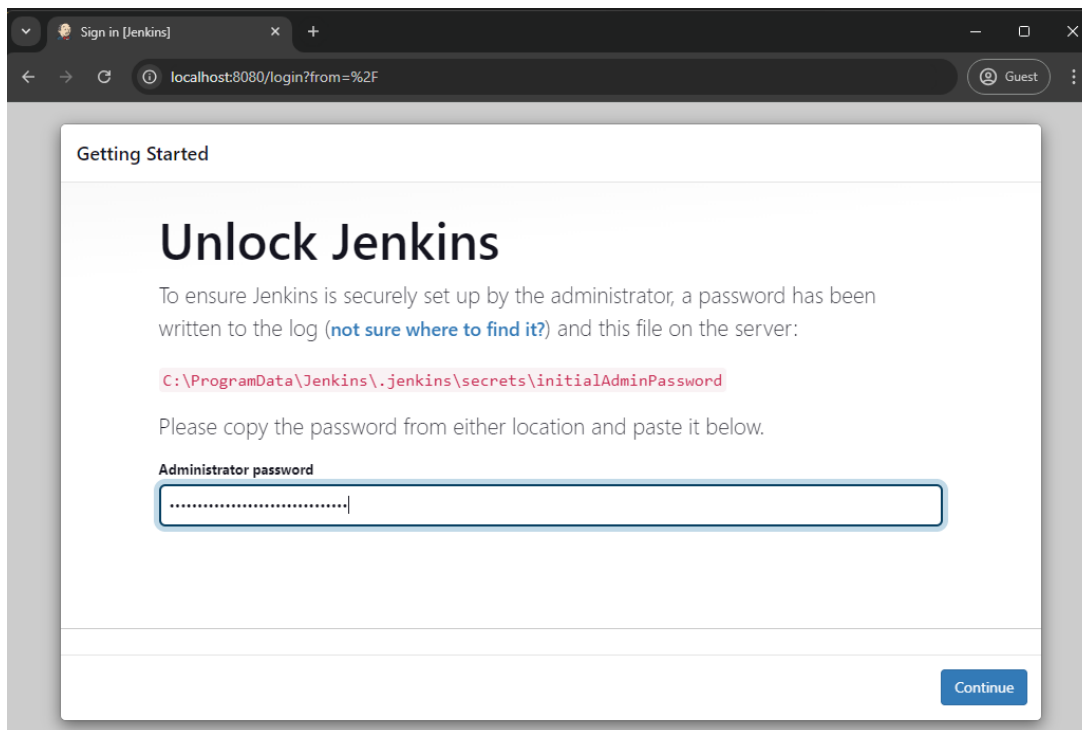 Sign in [Jenkins]
localhost:8080/login?from=%2F
Guest
Getting Started
Unlock Jenkins
To ensure Jenkins is securely set up by the administrator, a password has been
written to the log (not sure where to find it?) and this file on the server:
C:\ProgramData\Jenkins\.jenkins\secrets\initialAdminPassword
Please copy the password from either location and paste it below.
Administrator password
••••••••••••••••••••••••••••••••
Continue